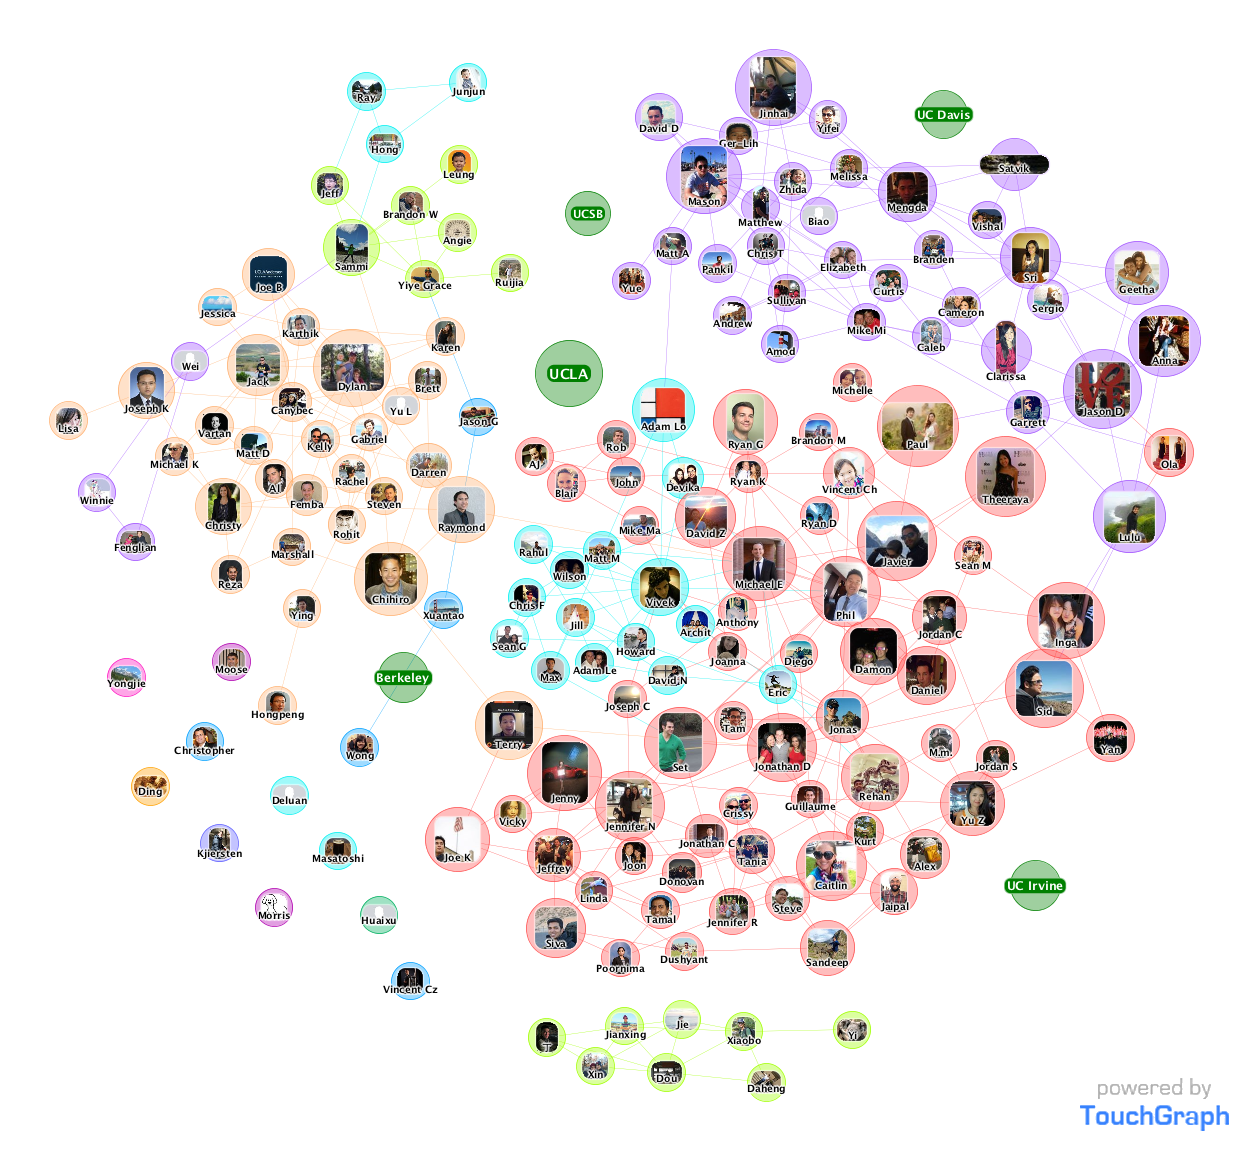 Junjun
Ray
Hong
Leung
Jeff
Brandon W
Angie
Sammi
Yiye Grace
Ruijia
Jinhai
David D
Ger-Lih
Yifei
UC Davis
Melissa
Satvik
Zhida
Mason
Mengda
UCSB
Matthew
Biao
Vishal
Matt A
Chris T
Branden
Pankil
Elizabeth
Sri
Geetha
Yue
Sullivan
Curtis
Sergio
Cameron
Andrew
Mike Mi
Caleb
Amod
Clarissa
Anna
Jason D
Garrett
Ola
Lulu
UCLAAnderson
Joe B
Jessica
Karthik
Karen
Wei
Jack
Dylan
Brett
UCLA
Joseph K
Canybec
Yu L
Lisa
Vartan
Jason G
Matt D
Kelly
Gabriel
Michael K
Al
Rachel
Darren
Winnie
Femba
Steven
Christy
Rohit
Raymond
Fenglian
Marshall
Reza
Chihiro
Ying
Xuantao
Adam Lo
Michelle
Ryan G
Brandon M
Paul
Rob
AJ
John
Blair
Devika
Ryan K
Vincent Ch
Theeraya
Mike Ma
David Z
Ryan D
Rahul
Matt M
Javier
Sean M
Wilson
Michael E
Chris F
Vivek
Phil
Jill
Archit
Anthony
Jordan C
Inga
Sean G
Howard
Joanna
Diego
Damon
Max
Adam Le
David N
Eric
Daniel
Moose
Yongjie
Berkeley
Hongpeng
Joseph C
Sid
Tam
Jonas
Terry
Christopher
Wong
Set
Jonathan D
M.m.
Jordan S
Yan
Ding
Deluan
Jenny
Rehan
Guillaume
Vicky
Jennifer N
Crissy
Yu Z
Kjiersten
Masatoshi
Joe K
Jeffrey
Joon
Jonathan C
Tania
Kurt
Alex
Donovan
Caitlin
UC Irvine
Morris
Huaixu
Linda
Tamal
Jennifer R
Steve
Jaipal
Siva
Poornima
Dushyant
Sandeep
Vincent Cz
Jianxing
Jie
Xiaobo
Yi
T
Xin
Dou
Daheng
powered by
TouchGraph